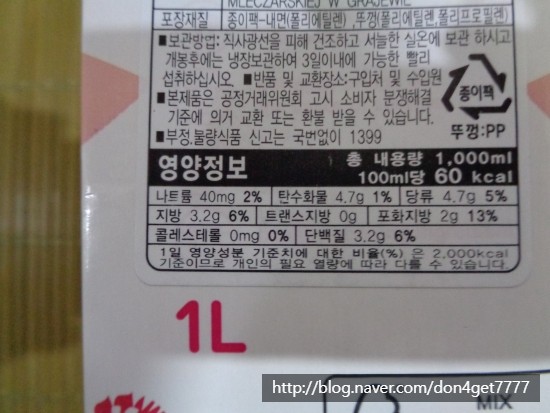 MLECZARSKIEJ W GRAJEWIE
포장재질 종이팩-내면(폴리에틸렌),뚜껑(폴리에틸렌,폴리프로필렌)
■보관방법: 직사광선을 피해 건조하고 서늘한 실온에 보관 하시고
개봉후에는 냉장보관하여 3일이내에 가능한 빨리
섭취하십시오. ■반품 및 교환장소:구입처 및 수입원
■본제품은 공정거래위원회 고시 소비자 분쟁해결
기준에 의거 교환 또는 환불 받을 수 있습니다.
■부정.불량식품 신고는 국번없이 1399
종이팩
뚜껑:PP
영양정보 총 내용량 1,000ml
100ml당 60 kcal
나트륨 40mg 2% 탄수화물 4.7g 1% 당류 4.7g 5%
지방 3.2g 6% 트랜스지방 0g 포화지방 2g 13%
콜레스테롤 0mg 0% 단백질 3.2g 6%
1일 영양성분 기준치에 대한 비율(%) 은 2,000kcal
기준이므로 개인의 필요 열량에 따라 다를 수 있습니다.
1L
MIX
http://blog.naver.com/don4get7777